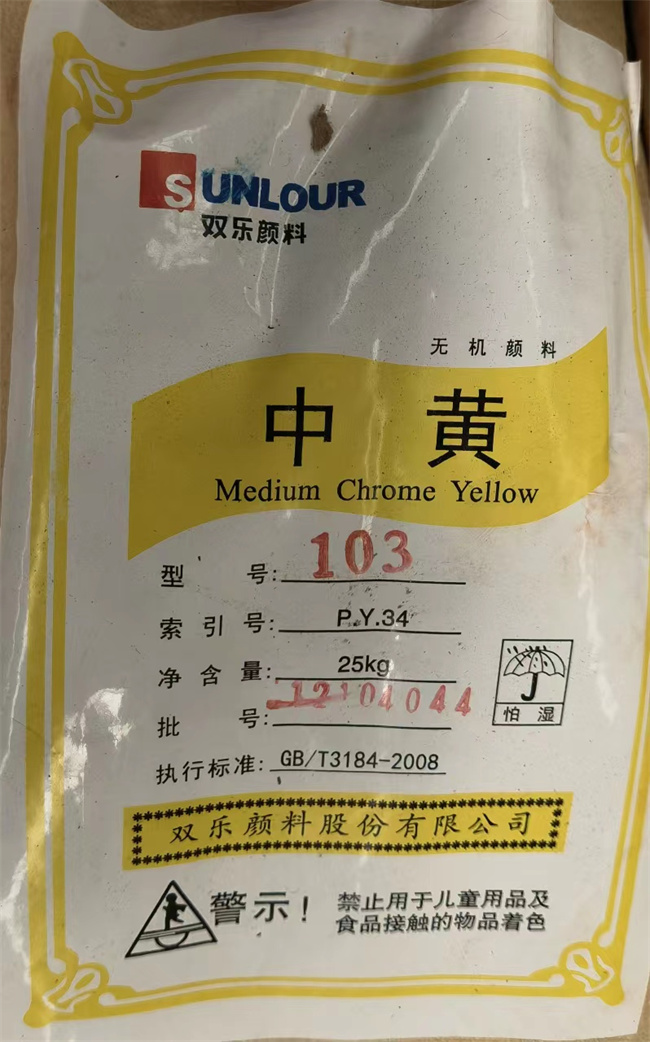 SUNLOUR
双乐颜料
无机颜料
中黄
Medium Chrome Yellow
型号: 103
索引号: P.Y.34
净含量: 25kg
批号: 12104044
怕湿
执行标准: GB/T3184-2008
双乐颜料股份有限公司
警示! 禁止用于儿童用品及
食品接触的物品着色